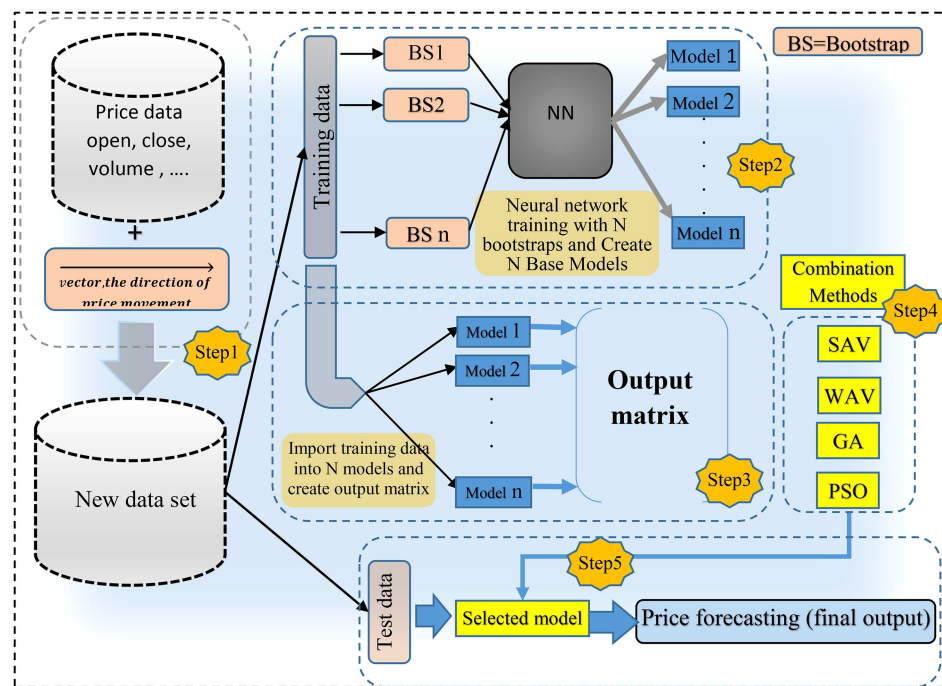 Price data
open, close,
volume , ....
+
vector,the direction of
price movement
Step1
New data set
Training data
BS1
BS2
BS n
NN
Model 1
Model 2
Model n
BS=Bootstrap
Step2
Neural network
training with N
bootstraps and Create
N Base Models
Model 1
Model 2
Model n
Output
matrix
Import training data
into N models and
create output matrix
Step3
Combination
Methods
Step4
SAV
WAV
GA
PSO
Step5
Test data
Selected model
Price forecasting (final output)